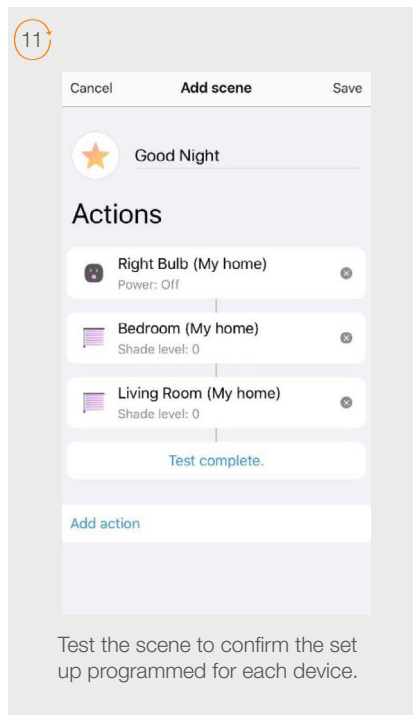 11
Cancel Add scene Save
Good Night
Actions
Right Bulb (My home)
Power: Off
Bedroom (My home)
Shade level: 0
Living Room (My home)
Shade level: 0
Test complete.
Add action
Test the scene to confirm the set
up programmed for each device.